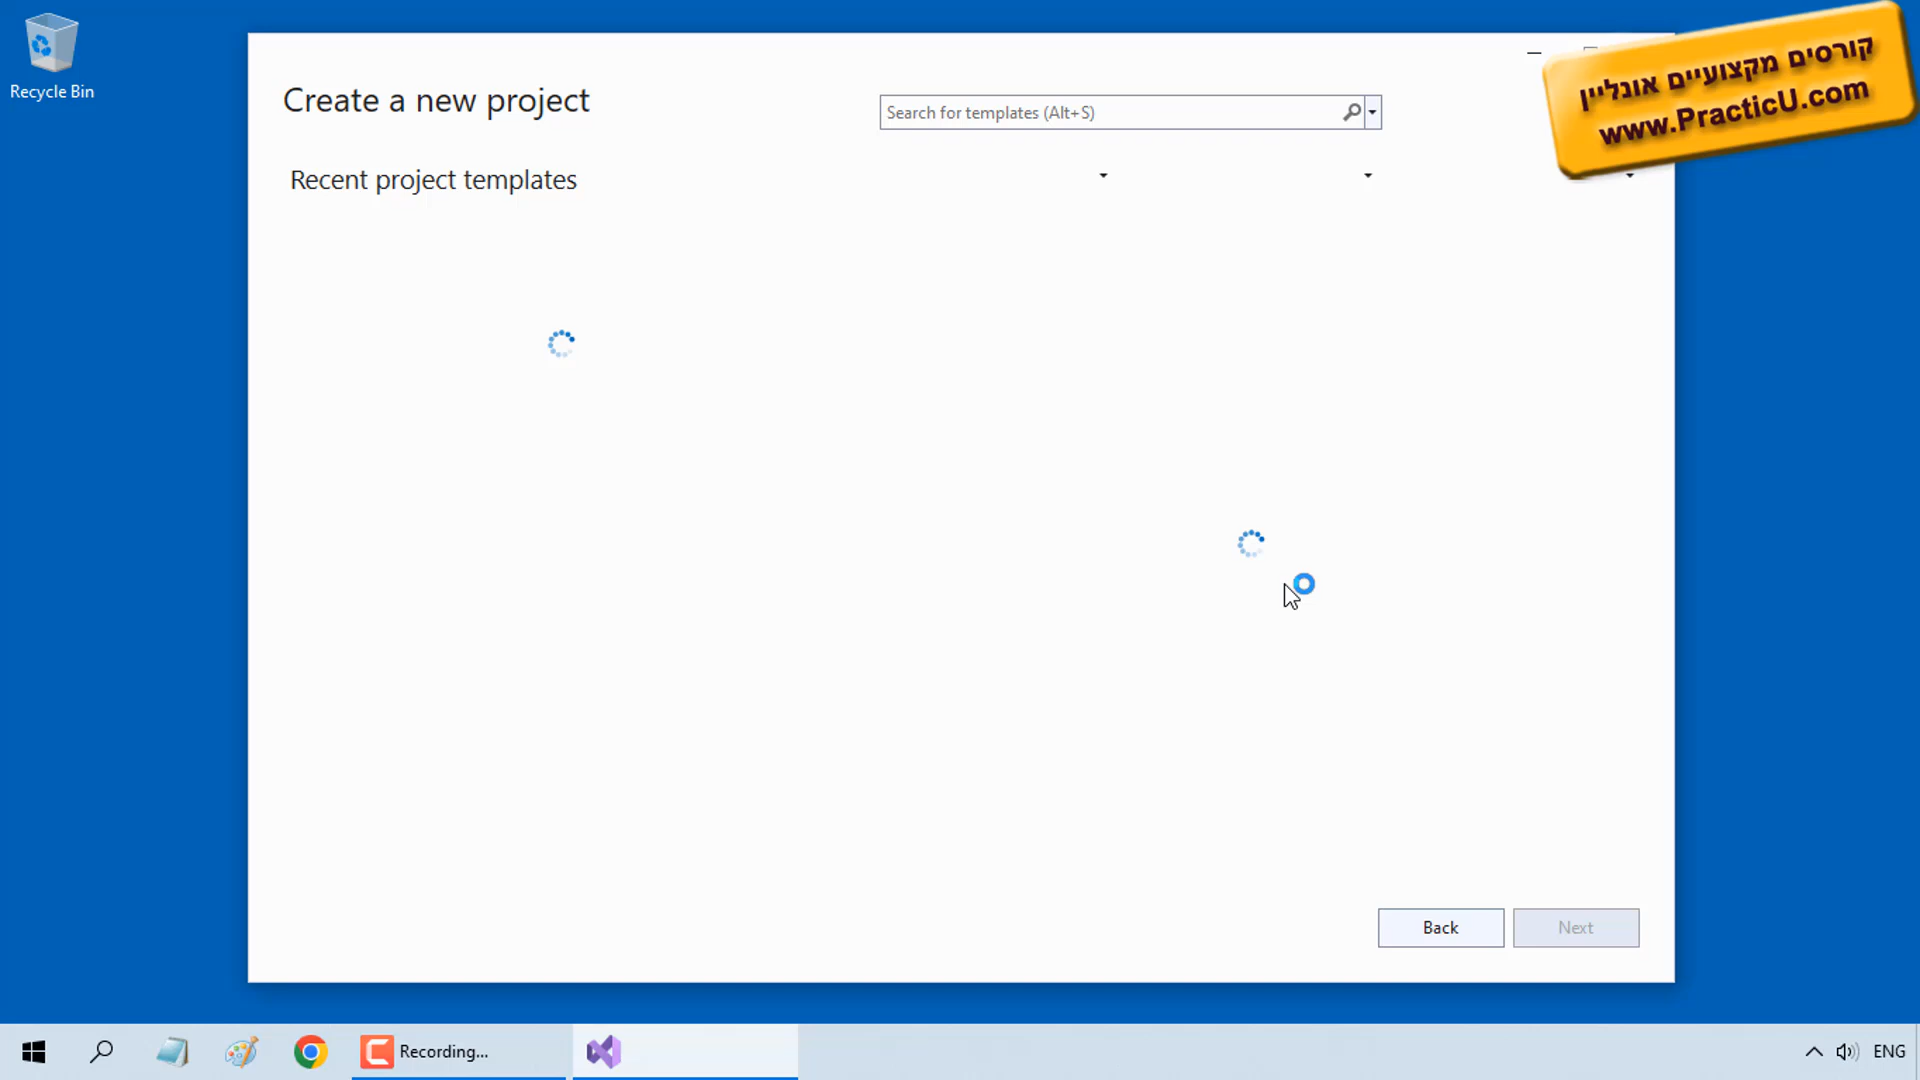 Recycle Bin
Create a new project
Search for templates (Alt+S)
קורסים מקצועיים אונליין
www.PracticU.com
Recent project templates
Back
Next
Recording...
ENG